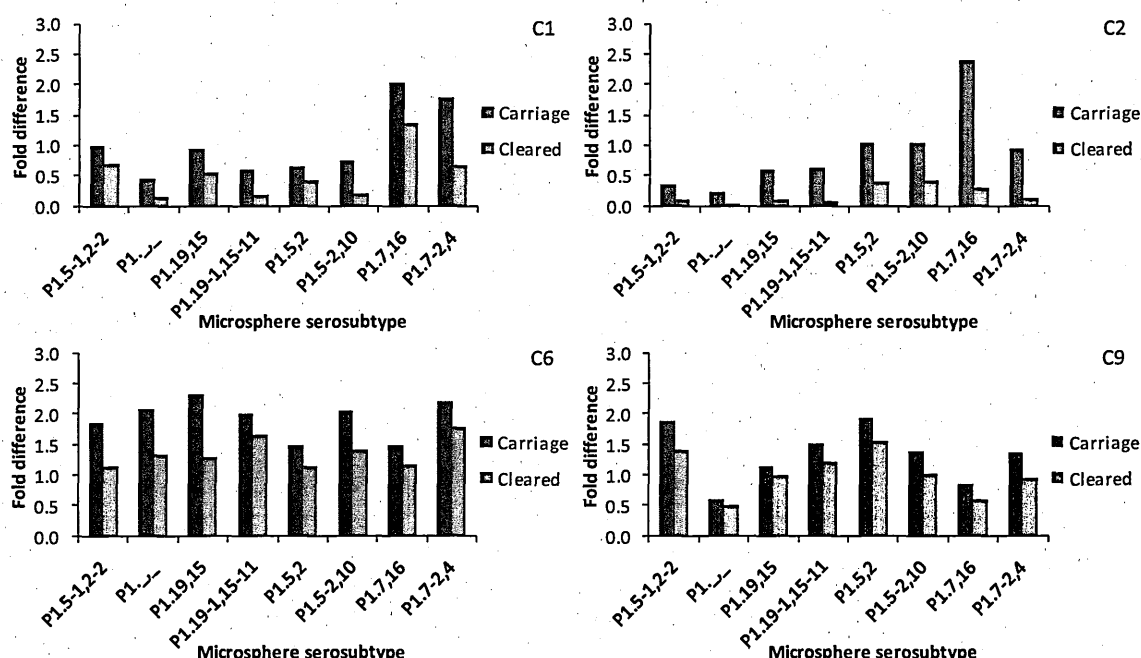 C1
Fold difference
3.0
2.5
2.0
1.5
1.0
0.5
0.0
Carriage
Cleared
P1.5-1,2-2
P1._,_
P1.19,15
P1.19-1,15-11
P1.5,2
P1.5-2,10
P1.7,16
P1.7-2,4
Microsphere serosubtype
C2
Fold difference
3.0
2.5
2.0
1.5
1.0
0.5
0.0
Carriage
Cleared
P1.5-1,2-2
P1._,_
P1.19,15
P1.19-1,15-11
P1.5,2
P1.5-2,10
P1.7,16
P1.7-2,4
Microsphere serosubtype
C6
Fold difference
3.0
2.5
2.0
1.5
1.0
0.5
0.0
Carriage
Cleared
P1.5-1,2-2
P1._,_
P1.19,15
P1.19-1,15-11
P1.5,2
P1.5-2,10
P1.7,16
P1.7-2,4
Microsphere serosubtype
C9
Fold difference
3.0
2.5
2.0
1.5
1.0
0.5
0.0
Carriage
Cleared
P1.5-1,2-2
P1._,_
P1.19,15
P1.19-1,15-11
P1.5,2
P1.5-2,10
P1.7,16
P1.7-2,4
Microsphere serosubtype